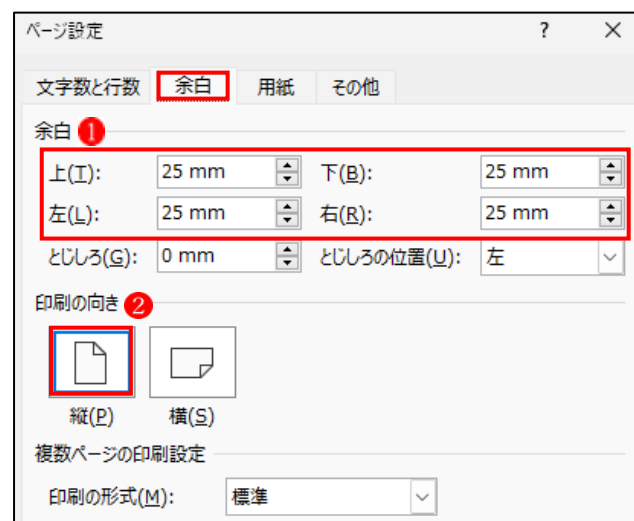 ページ設定 ? ×
文字数と行数 余白 用紙 その他
余白 1
上(T): 25 mm 下(B): 25 mm
左(L): 25 mm 右(R): 25 mm
とじしろ(G): 0 mm とじしろの位置(U): 左
印刷の向き 2
縦(P) 横(S)
複数ページの印刷設定
印刷の形式(M): 標準